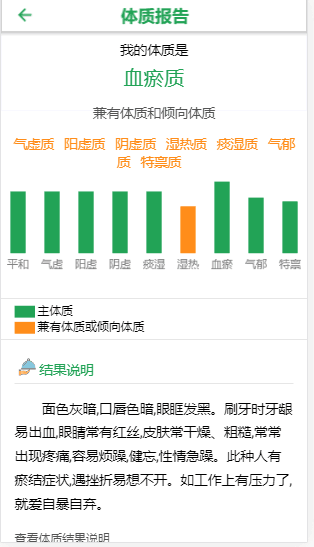 体质报告
我的体质是
血瘀质
兼有体质和倾向体质
气虚质 阳虚质 阴虚质 湿热质 痰湿质 气郁
质 特禀质
平和 气虚 阳虚 阴虚 痰湿 湿热 血瘀 气郁 特禀
主体质
兼有体质或倾向体质
结果说明
面色灰暗,口唇色暗,眼眶发黑。刷牙时牙龈
易出血,眼睛常有红丝,皮肤常干燥、粗糙,常常
出现疼痛,容易烦躁,健忘,性情急躁。此种人有
瘀结症状,遇挫折易想不开。如工作上有压力了,
就爱自暴自弃。
查看体质结果说明